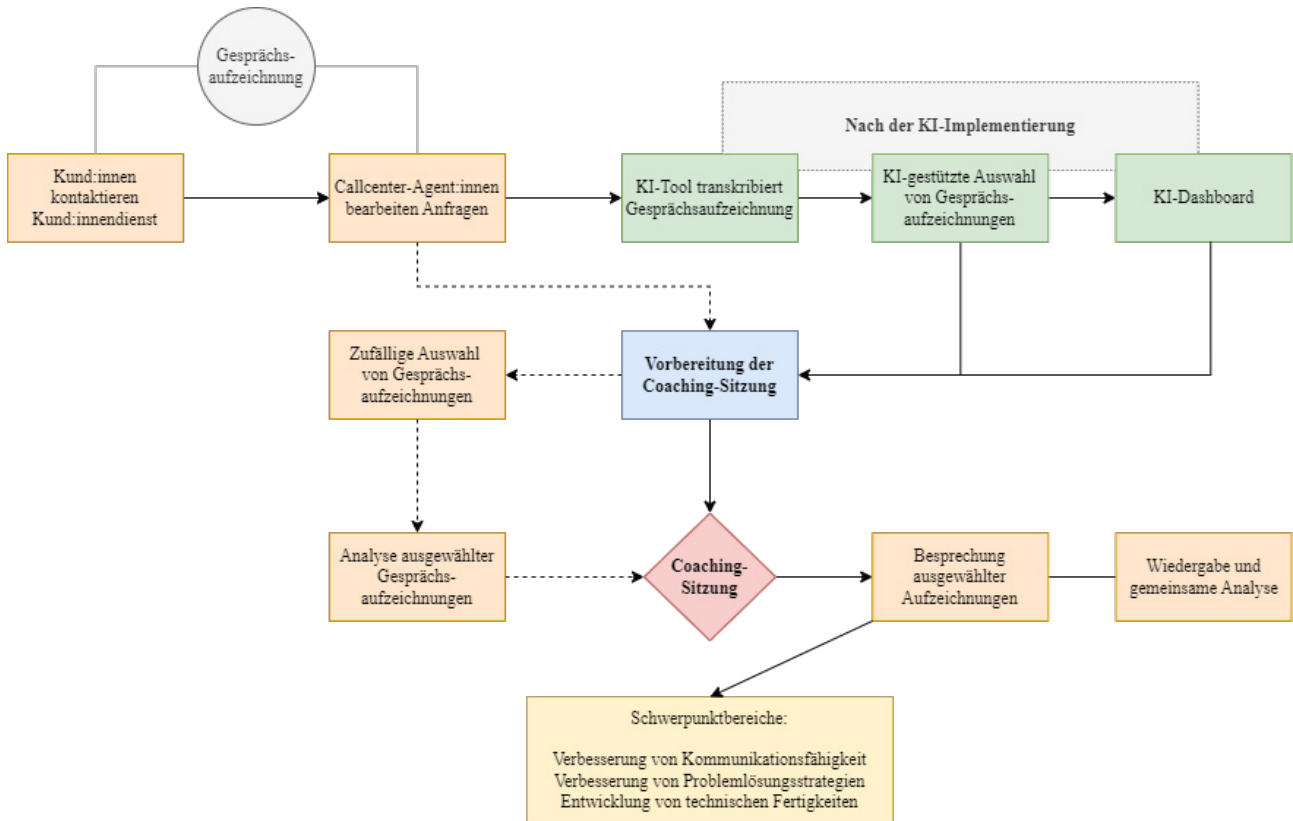 Gesprächs-
aufzeichnung
Nach der KI-Implementierung
Kund:innen
kontaktieren
Kund:innendienst
Callcenter-Agent:innen
bearbeiten Anfragen
KI-Tool transkribiert
Gesprächsaufzeichnung
KI-gestützte Auswahl
von Gesprächs-
aufzeichnungen
KI-Dashboard
Zufällige Auswahl
von Gesprächs-
aufzeichnungen
Vorbereitung der
Coaching-Sitzung
Analyse ausgewählter
Gesprächs-
aufzeichnungen
Coaching-
Sitzung
Besprechung
ausgewählter
Aufzeichnungen
Wiedergabe und
gemeinsame Analyse
Schwerpunktbereiche:
Verbesserung von Kommunikationsfähigkeit
Verbesserung von Problemlösungsstrategien
Entwicklung von technischen Fertigkeiten